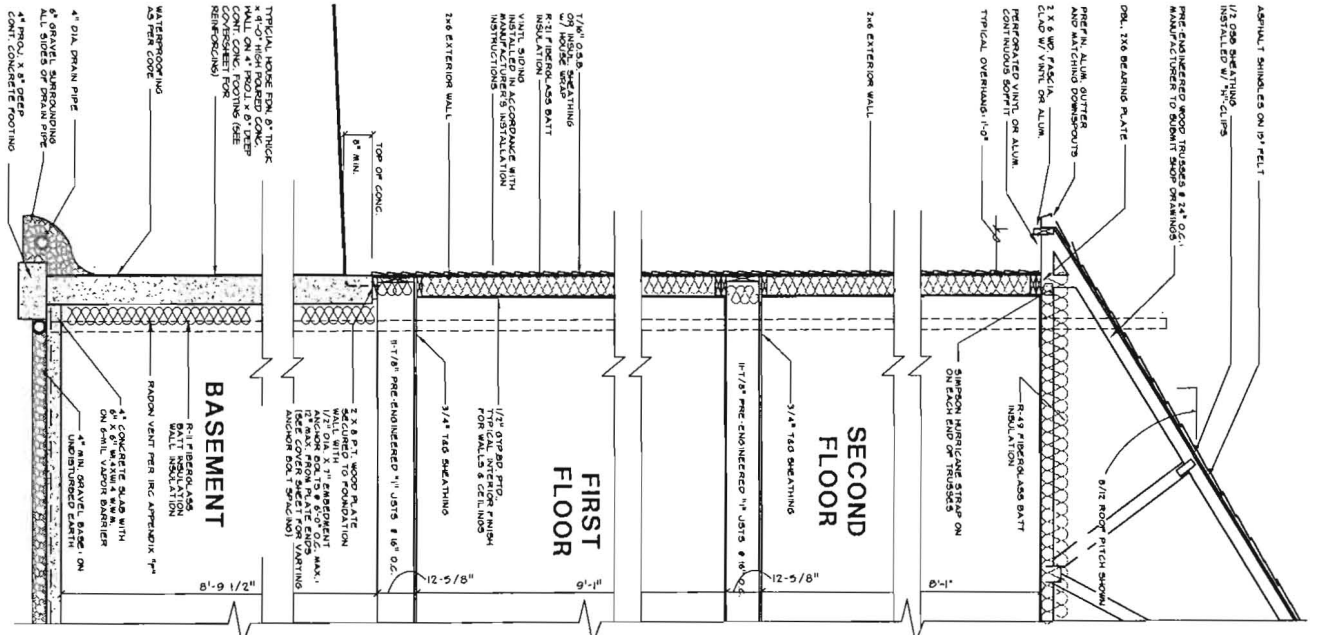 ASPHALT SHINGLES ON 15# FELT
1/2 OSB SHEATHING
INSTALLED W/ "H"-CLIPS
PRE-ENGINEERED WOOD TRUSSES @ 24" O.C.;
MANUFACTURER TO SUBMIT SHOP DRAWINGS
DBL. 2X6 BEARING PLATE
PREFIN. ALUM. GUTTER
AND MATCHING DOWNSPOUTS
2 X 6 WD. FASCIA
CLAD W/ VINYL OR ALUM.
PERFORATED VINYL OR ALUM.
CONTINUOUS SOFFIT
TYPICAL OVERHANG: 1'-0"
2x6 EXTERIOR WALL
7/16" O.S.B.
OR INSUL. SHEATHING
W/ HOUSE WRAP
R-21 FIBERGLASS BATT
INSULATION
VINYL SIDING
INSTALLED IN ACCORDANCE WITH
MANUFACTURER'S INSTALLATION
INSTRUCTIONS
2x6 EXTERIOR WALL
TOP OF CONC.
8" MIN.
TYPICAL HOUSE FDN. 8" THICK
x 9'-0" HIGH POURED CONC.
WALL ON 4" PROJ. x 8" DEEP
CONT. CONC. FOOTING (SEE
COVERSHEET FOR
REINFORCING)
WATERPROOFING
AS PER CODE
4" DIA. DRAIN PIPE
6" GRAVEL SURROUNDING
ALL SIDES OF DRAIN PIPE
4" PROJ. X 8" DEEP
CONT. CONCRETE FOOTING
8/12 ROOF PITCH SHOWN
R-49 FIBERGLASS BATT
INSULATION
SIMPSON HURRICANE STRAP ON
ON EACH END OF TRUSSES
SECOND
FLOOR
8'-1"
3/4" T&G SHEATHING
11-7/8" PRE-ENGINEERED "I" JSTS @ 16" O.C.
12-5/8"
FIRST
FLOOR
9'-1"
1/2" GYP.BD. PTD.
TYPICAL INTERIOR FINISH
FOR WALLS & CEILINGS
3/4" T&G SHEATHING
11-7/8" PRE-ENGINEERED "I" JSTS @ 16" O.C.
12-5/8"
2 X 8 P.T. WOOD PLATE
SECURED TO FOUNDATION
WALL WITH
1/2" DIA. X 7" EMBEDMENT
ANCHOR BOLTS @ 6'-0" O.C. MAX.;
12" MAX. FROM PLATE ENDS
(SEE COVER SHEET FOR VARYING
ANCHOR BOLT SPACING)
BASEMENT
8'-9 1/2"
RADON VENT PER IRC APPENDIX "F"
R-11 FIBERGLASS
BATT INSULATION
WALL INSULATION
4" CONCRETE SLAB WITH
6" X 6" W.W.M.
ON 6-MIL VAPOR BARRIER
4" MIN. GRAVEL BASE; ON
UNDISTURBED EARTH